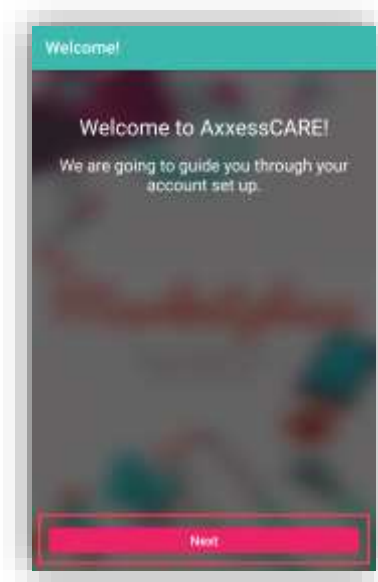 Welcome!
Welcome to AxxessCARE!
We are going to guide you through your
account set up.
Next